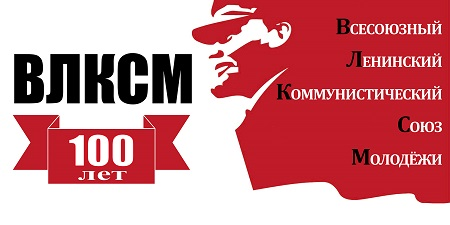 ВЛКСМ
100
лет
Всесоюзный
Ленинский
Коммунистический
Союз
Молодёжи